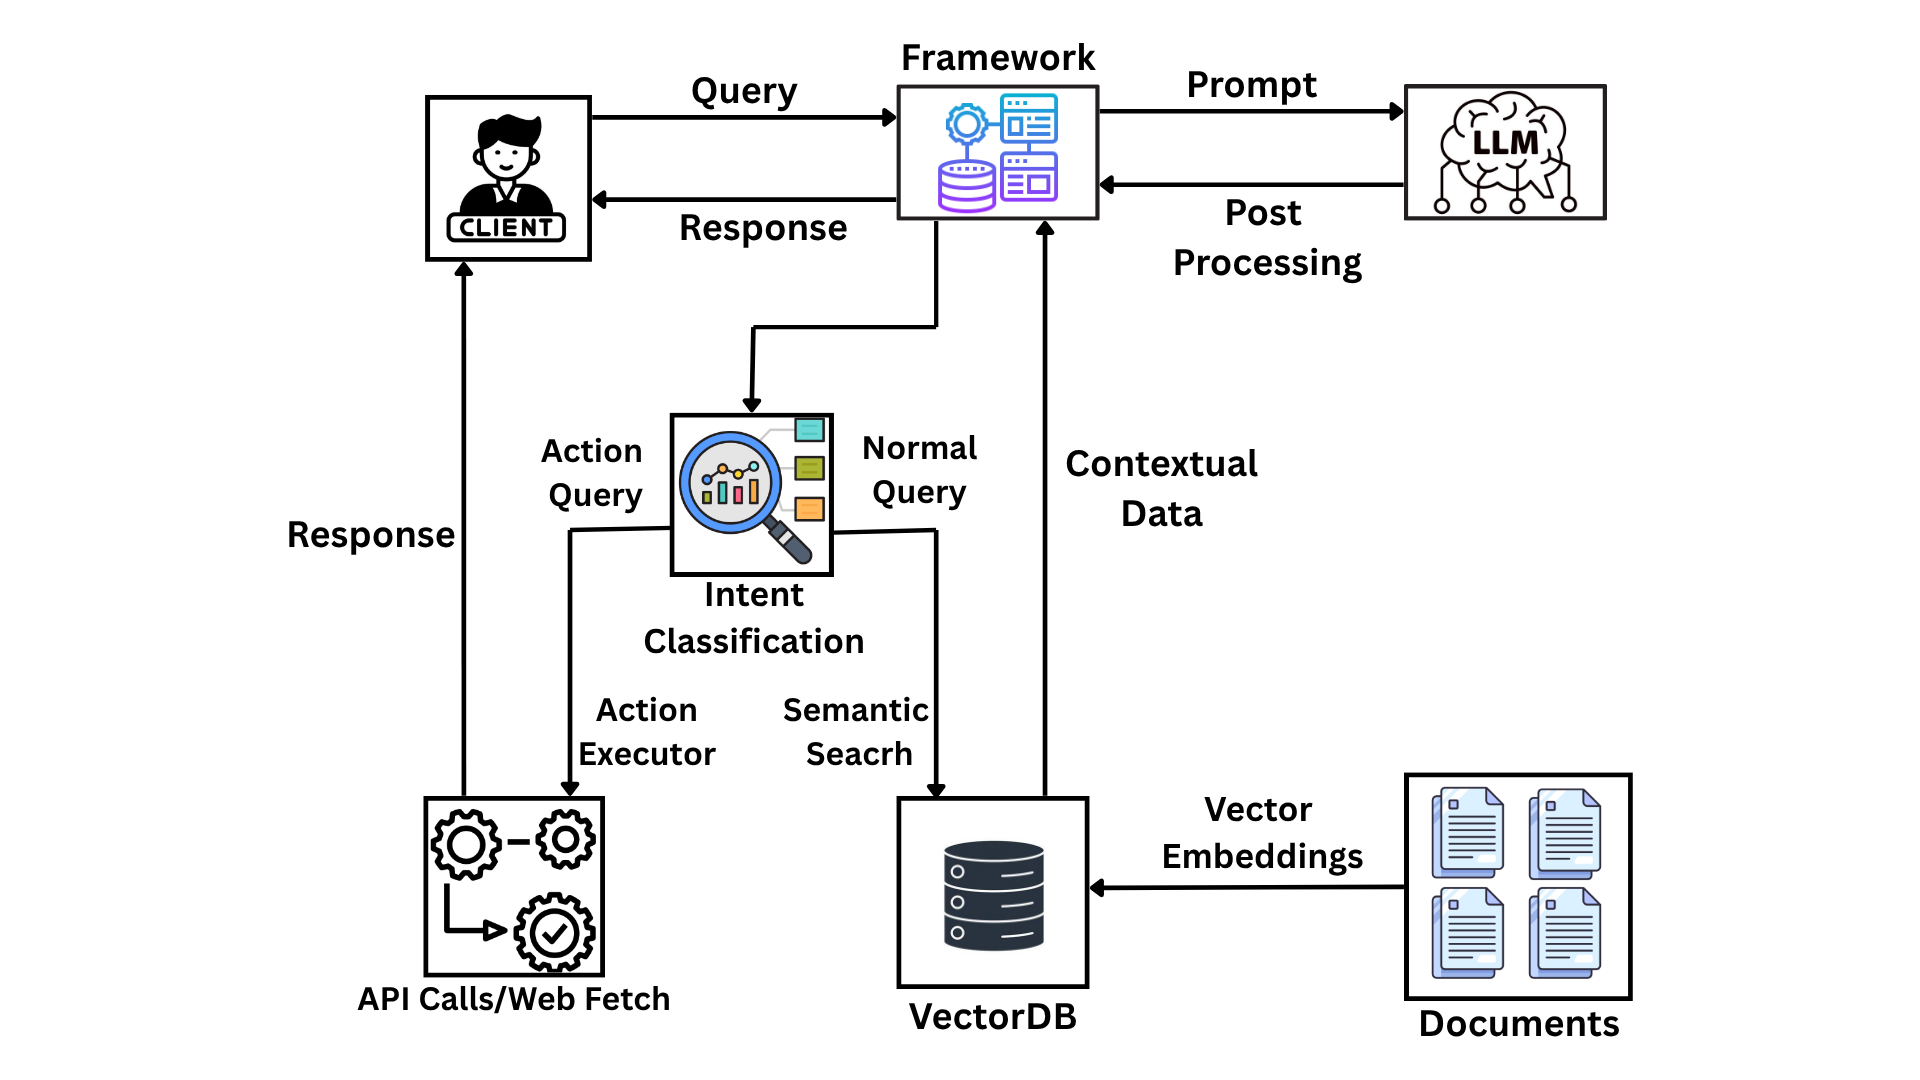 Framework
Query
Prompt
LLM
CLIENT
Response
Post
Processing
Action
Query
Normal
Query
Contextual
Data
Response
Intent
Classification
Action
Executor
Semantic
Seacrh
Vector
Embeddings
API Calls/Web Fetch
VectorDB
Documents